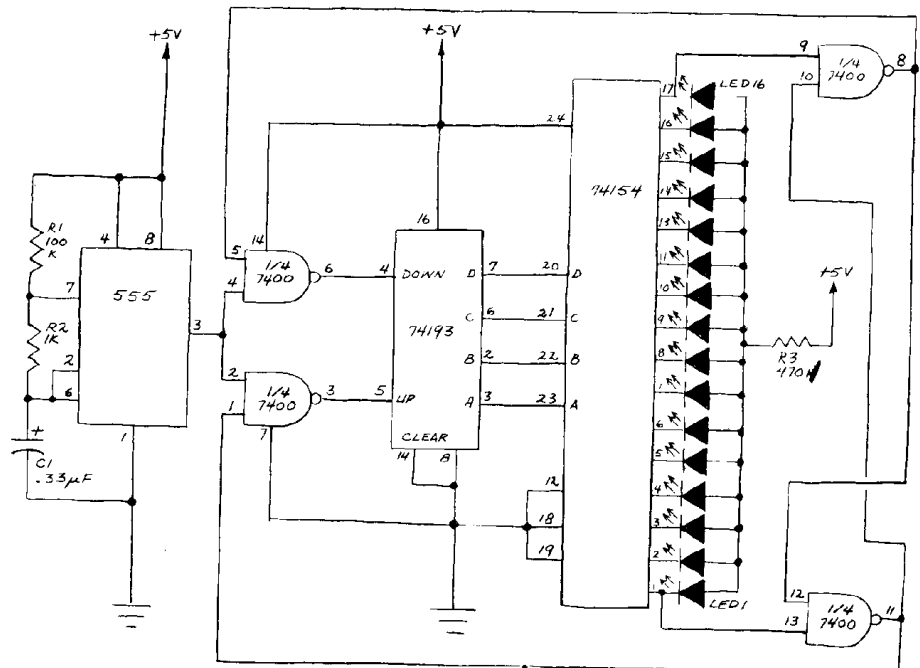 +5V
+5V
9
1/4
7400
8
10
17
LED16
16
15
14
13
11
10
9
8
7
6
5
4
3
2
1
LED1
24
74154
R1
100
K
4
8
555
7
R2
1K
2
6
3
1
+
C1
.33µF
5
14
4
1/4
7400
6
2
1
1/4
7400
3
7
16
4
DOWN
D
7
20
D
74193
C
6
21
C
B
2
22
B
5
UP
A
3
23
A
CLEAR
14
8
12
18
19
+5V
R3
470
12
13
1/4
7400
11